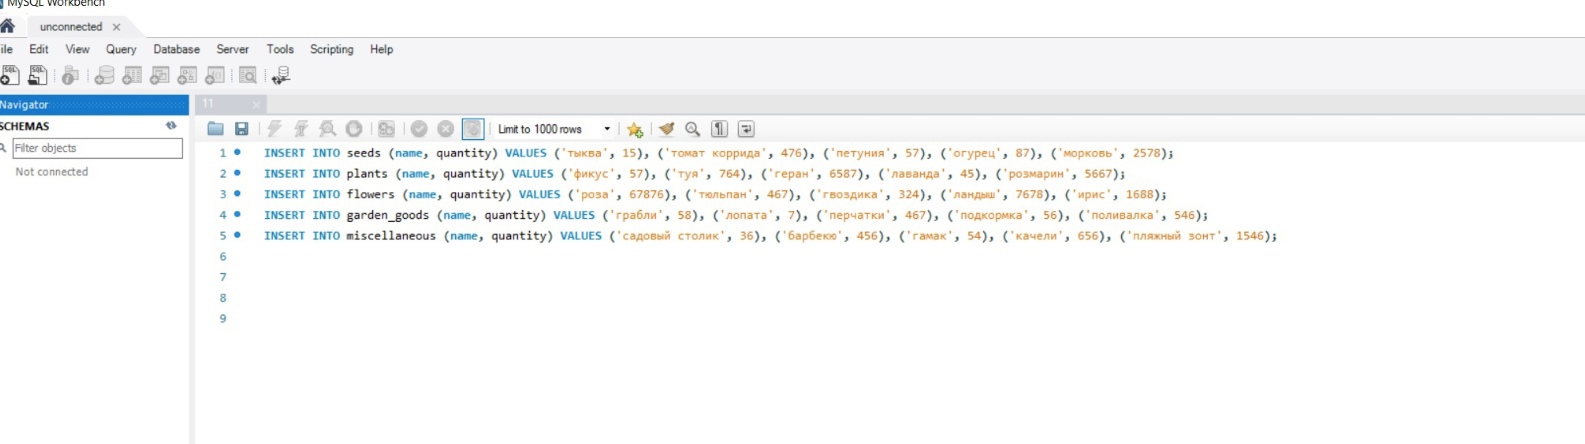 MySQL Workbench
unconnected
ile Edit View Query Database Server Tools Scripting Help
Navigator
SCHEMAS
Filter objects
Not connected
11
Limit to 1000 rows
1 INSERT INTO seeds (name, quantity) VALUES ('тыква', 15), ('томат коррида', 476), ('петуния', 57), ('огурец', 87), ('морковь', 2578);
2 INSERT INTO plants (name, quantity) VALUES ('фикус', 57), ('туя', 764), ('геран', 6587), ('лаванда', 45), ('розмарин', 5667);
3 INSERT INTO flowers (name, quantity) VALUES ('роза', 67876), ('тюльпан', 467), ('гвоздика', 324), ('ландыш', 7678), ('ирис', 1688);
4 INSERT INTO garden_goods (name, quantity) VALUES ('грабли', 58), ('лопата', 7), ('перчатки', 467), ('подкормка', 56), ('поливалка', 546);
5 INSERT INTO miscellaneous (name, quantity) VALUES ('садовый столик', 36), ('барбекю', 456), ('гамак', 54), ('качели', 656), ('пляжный зонт', 1546);
6
7
8
9